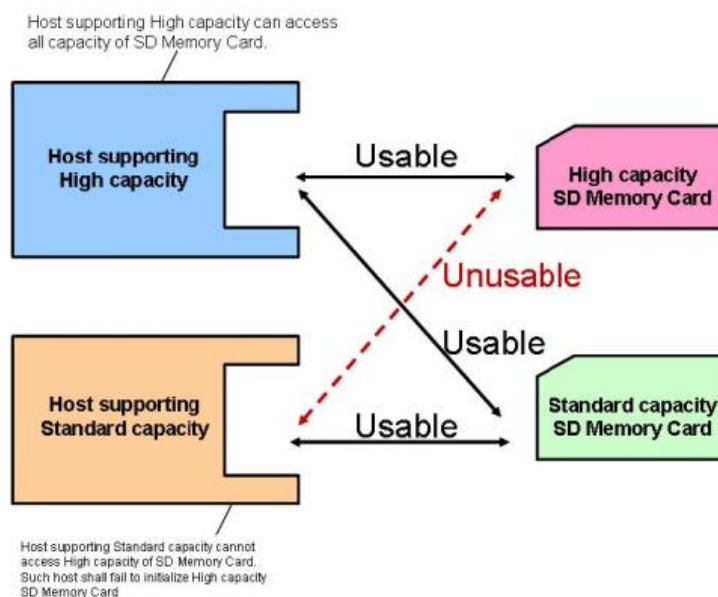 Host supporting High capacity can access
all capacity of SD Memory Card.
Host supporting
High capacity
Usable
High capacity
SD Memory Card
Unusable
Usable
Host supporting
Standard capacity
Usable
Standard capacity
SD Memory Card
Host supporting Standard capacity cannot
access High capacity of SD Memory Card.
Such host shall fail to initialize High capacity
SD Memory Card